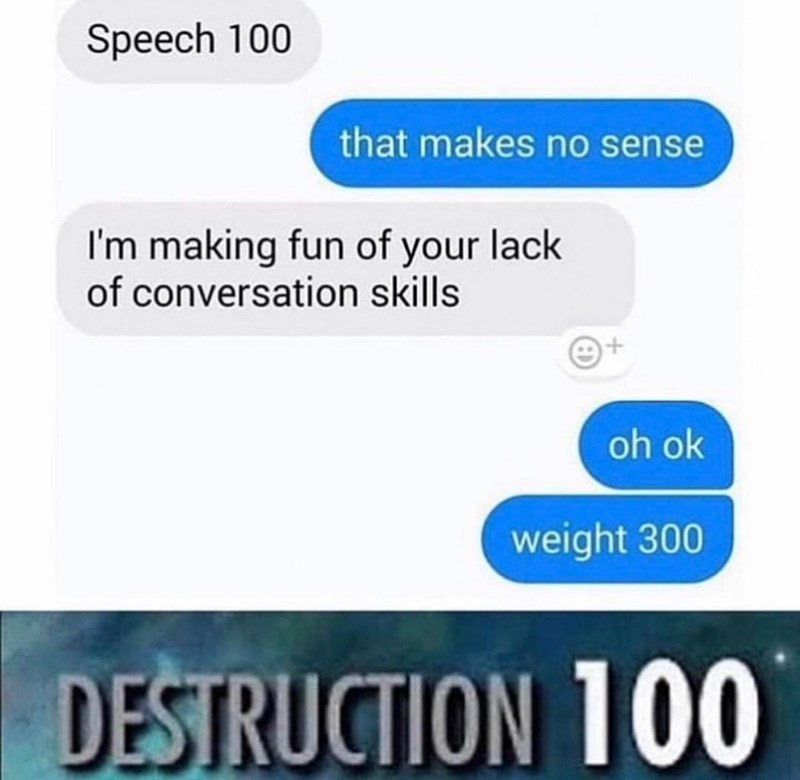 Speech 100
that makes no sense
I'm making fun of your lack
of conversation skills
oh ok
weight 300
DESTRUCTION 100